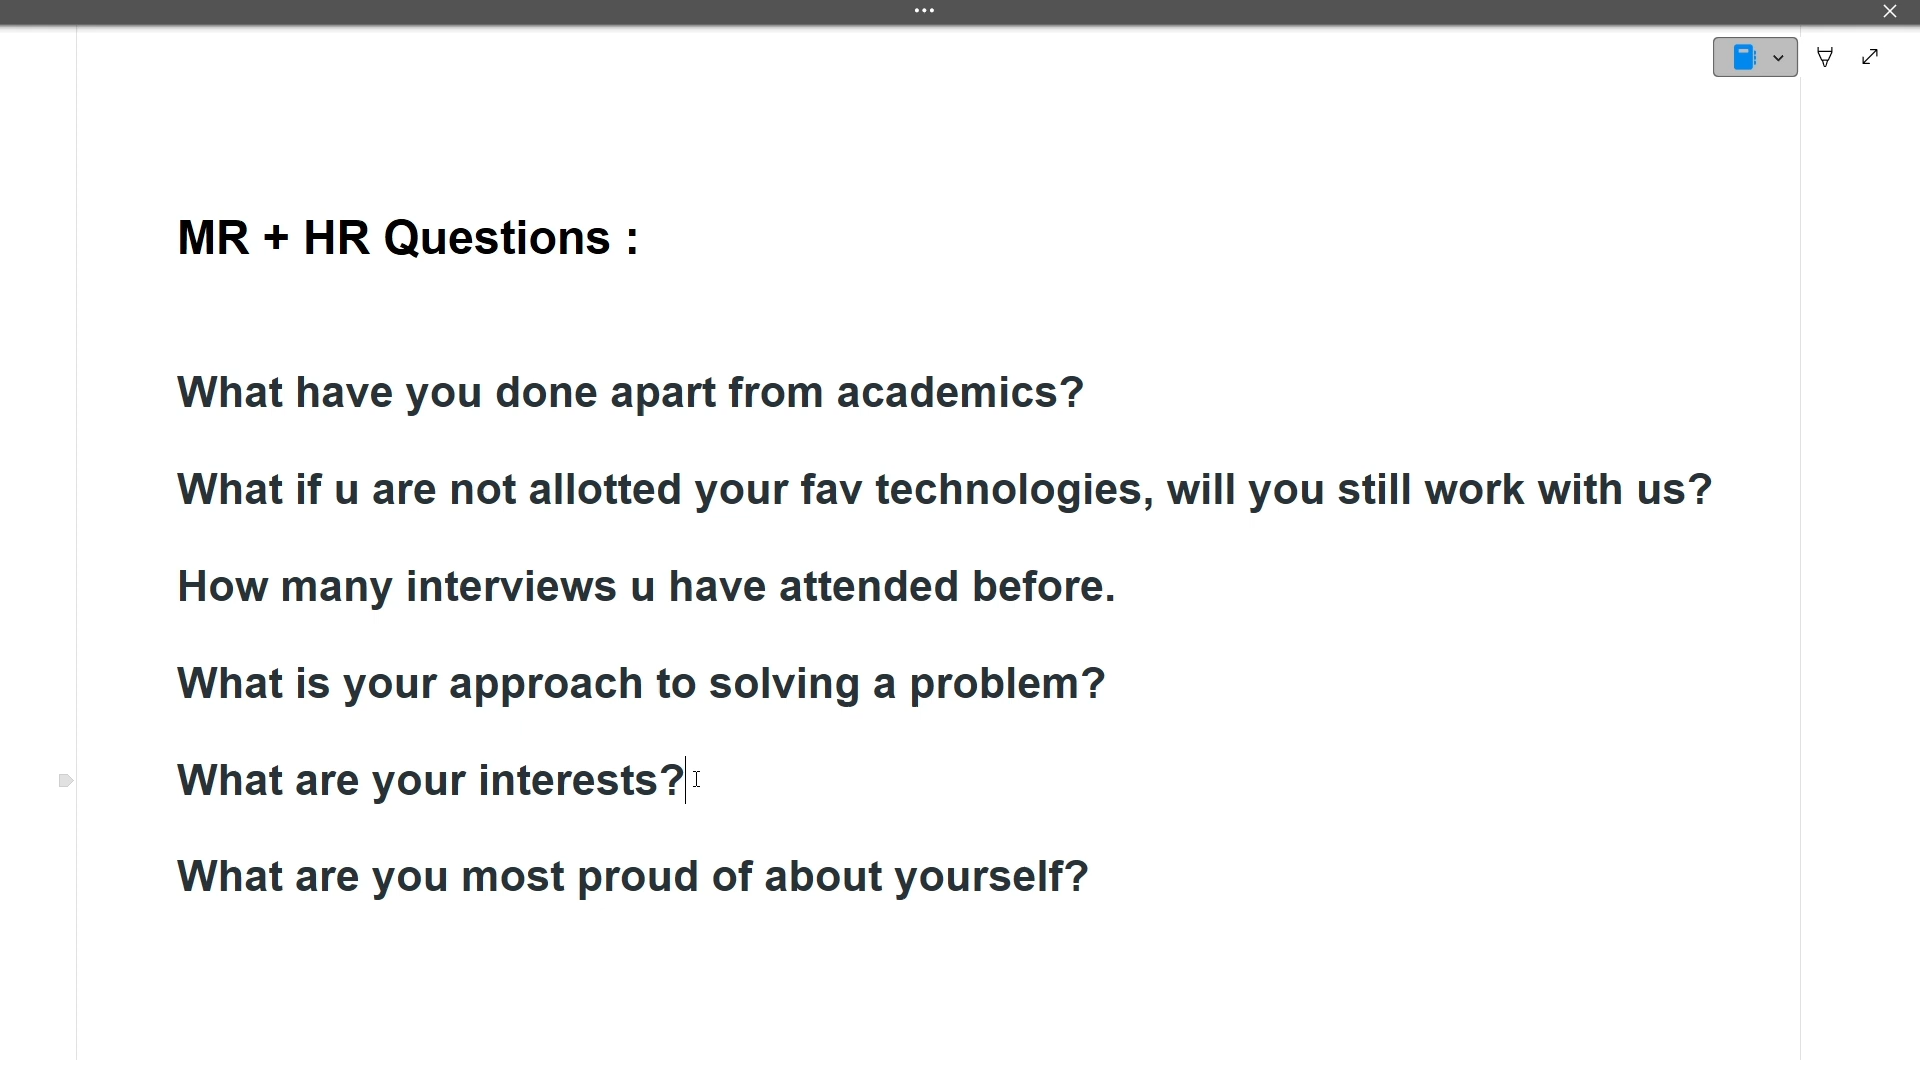 MR + HR Questions :
What have you done apart from academics?
What if u are not allotted your fav technologies, will you still work with us?
How many interviews u have attended before.
What is your approach to solving a problem?
What are your interests?
What are you most proud of about yourself?